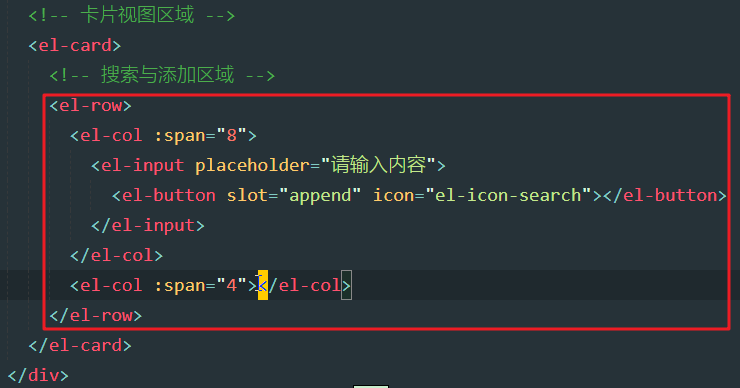 <!-- 卡片视图区域 -->
<el-card>
<!-- 搜索与添加区域 -->
<el-row>
<el-col :span="8">
<el-input placeholder="请输入内容">
<el-button slot="append" icon="el-icon-search"></el-button>
</el-input>
</el-col>
<el-col :span="4"></el-col>
</el-row>
</el-card>
</div>